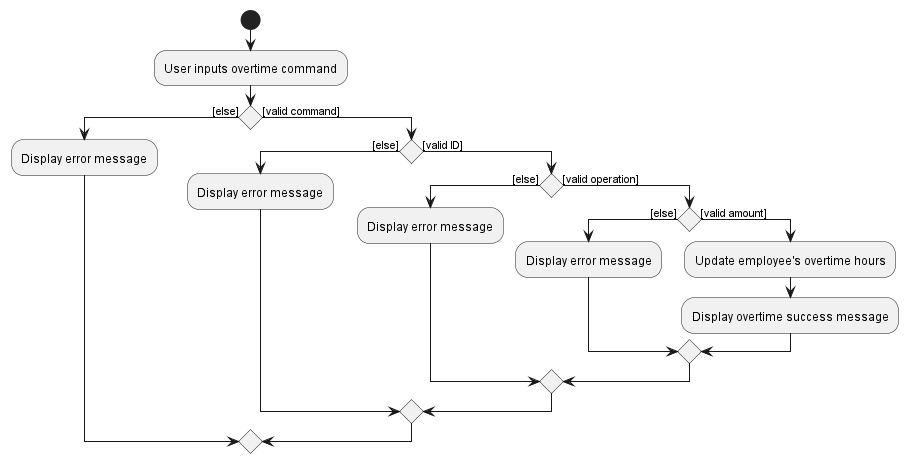 User inputs overtime command
[else]
[valid command]
Display error message
[else]
[valid ID]
Display error message
[else]
[valid operation]
Display error message
[else]
[valid amount]
Display error message
Update employee's overtime hours
Display overtime success message